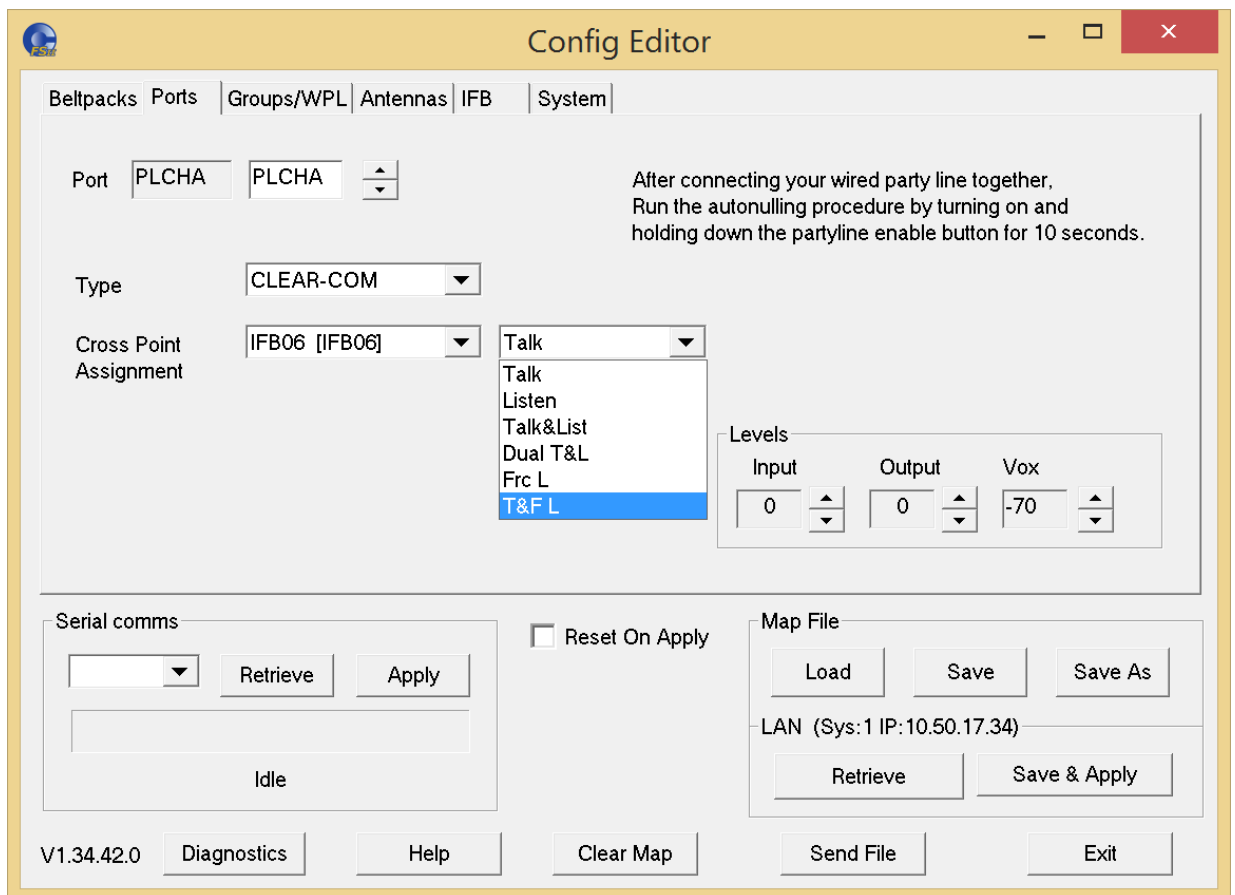 FSII
Config Editor
Beltpacks Ports Groups/WPL Antennas IFB System
Port PLCHA PLCHA
After connecting your wired party line together,
Run the autonulling procedure by turning on and
holding down the partyline enable button for 10 seconds.
Type CLEAR-COM
Cross Point
Assignment
IFB06 [IFB06] Talk
Talk
Listen
Talk&List
Dual T&L
Frc L
T&F L
Levels
Input Output Vox
0 0 -70
Serial comms
Retrieve Apply
Idle
Reset On Apply
Map File
Load Save Save As
LAN (Sys:1 IP:10.50.17.34)
Retrieve Save & Apply
V1.34.42.0 Diagnostics Help Clear Map Send File Exit